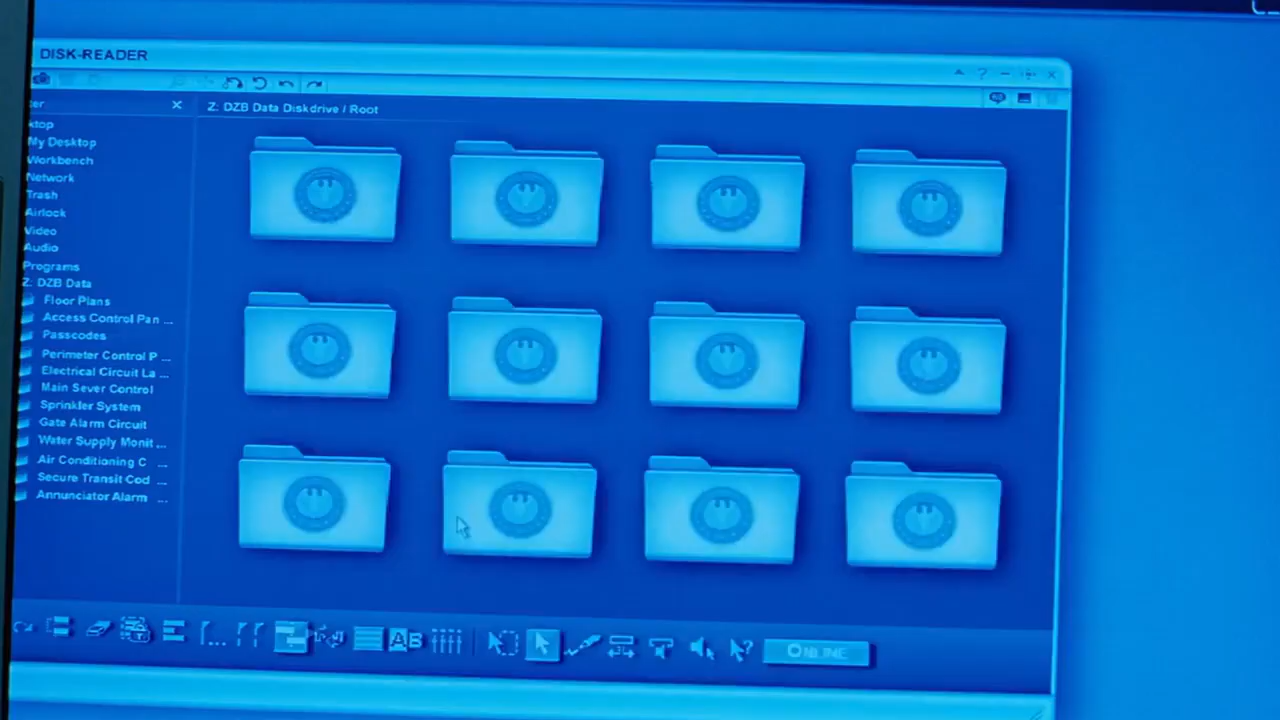 DISK-READER
Z: DZB Data Diskdrive / Root
My Desktop
Workbench
Network
Trash
Airlock
Video
Audio
Programs
Z: DZB Data
Floor Plans
Access Control Pan ...
Passcodes
Perimeter Control P ...
Electrical Circuit La ...
Main Sever Control
Sprinkler System
Gate Alarm Circuit
Water Supply Monit ...
Air Conditioning C ...
Secure Transit Cod ...
Annunciator Alarm ...
AB
ONLINE